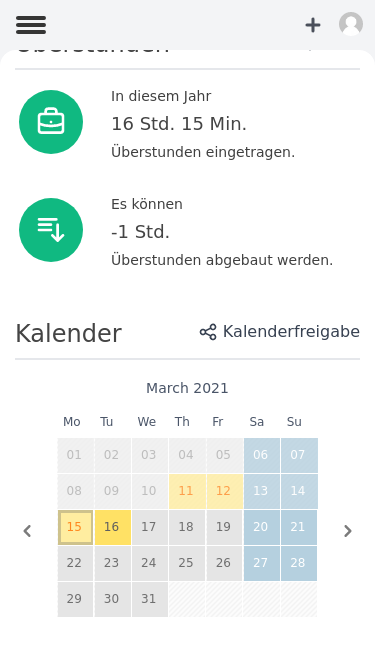 Überstunden
In diesem Jahr
16 Std. 15 Min.
Überstunden eingetragen.
Es können
-1 Std.
Überstunden abgebaut werden.
Kalender
Kalenderfreigabe
March 2021
Mo Tu We Th Fr Sa Su
01 02 03 04 05 06 07
08 09 10 11 12 13 14
15 16 17 18 19 20 21
22 23 24 25 26 27 28
29 30 31